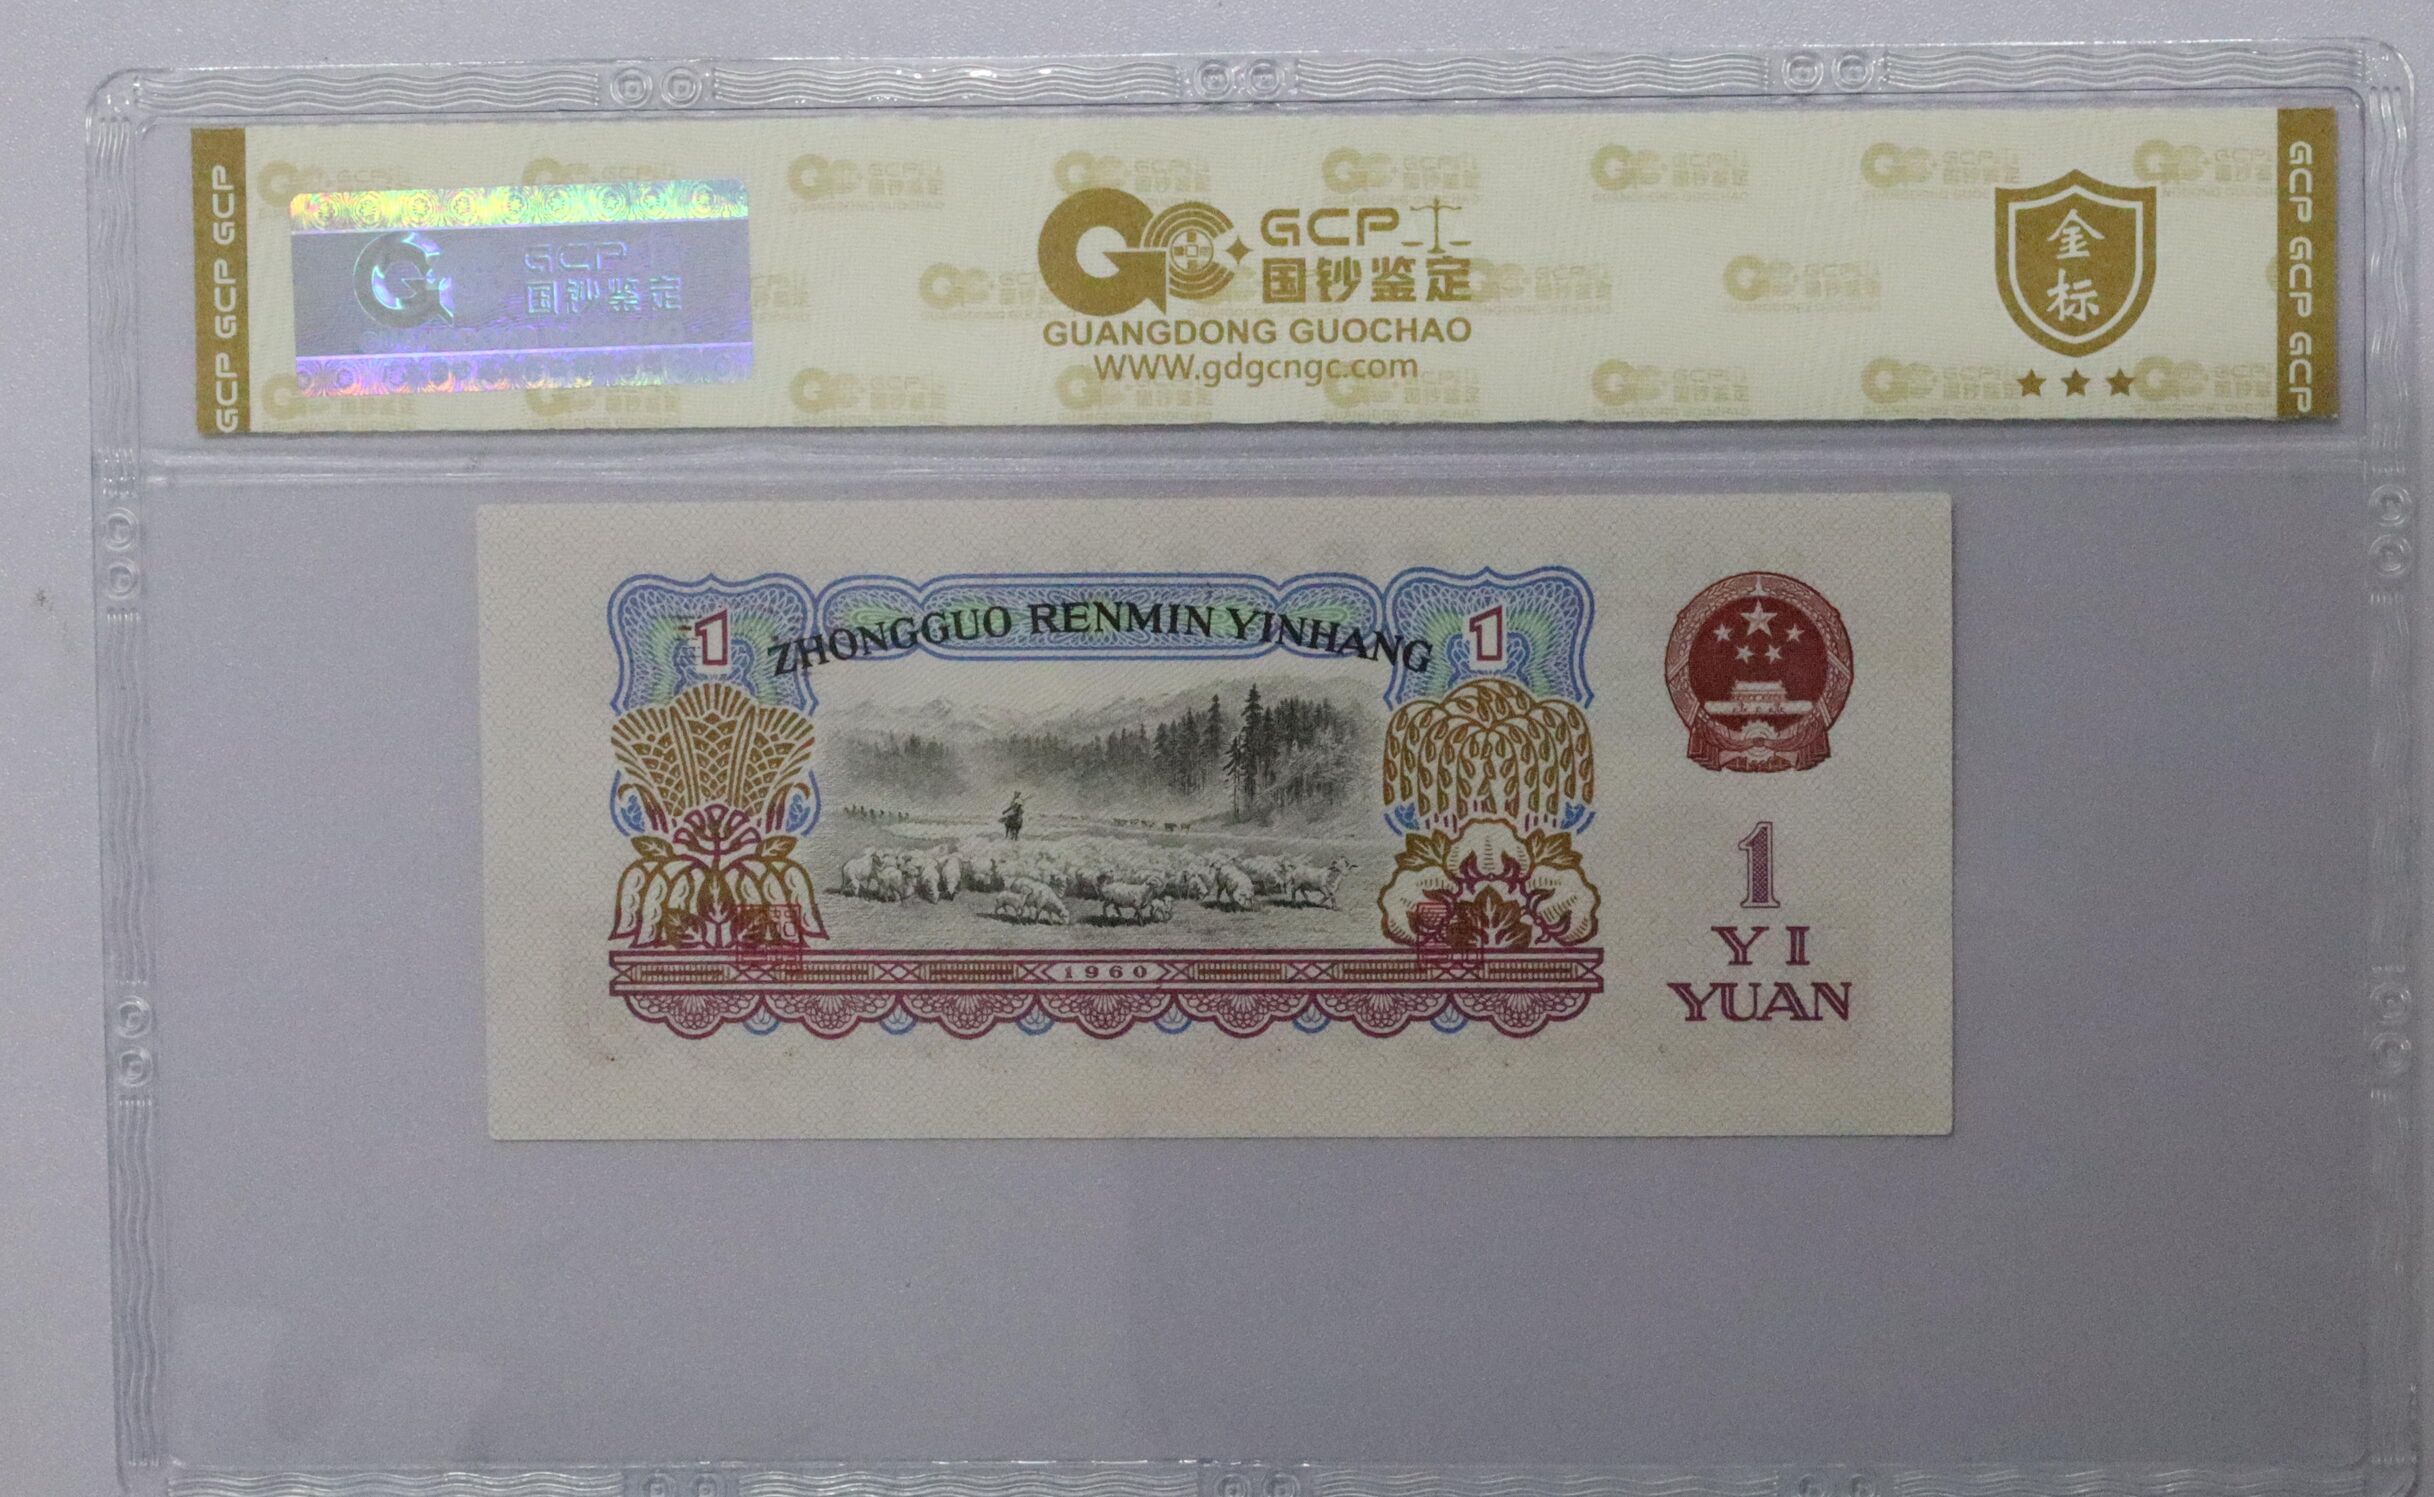 GCP GCP GCP
GCP
国钞鉴定
GCP
国钞鉴定
GUANGDONG GUOCHAO
WWW.gdgcngc.com
金标
GCP GCP GCP
1
ZHONGGUO RENMIN YINHANG
1
1960
1
YI
YUAN